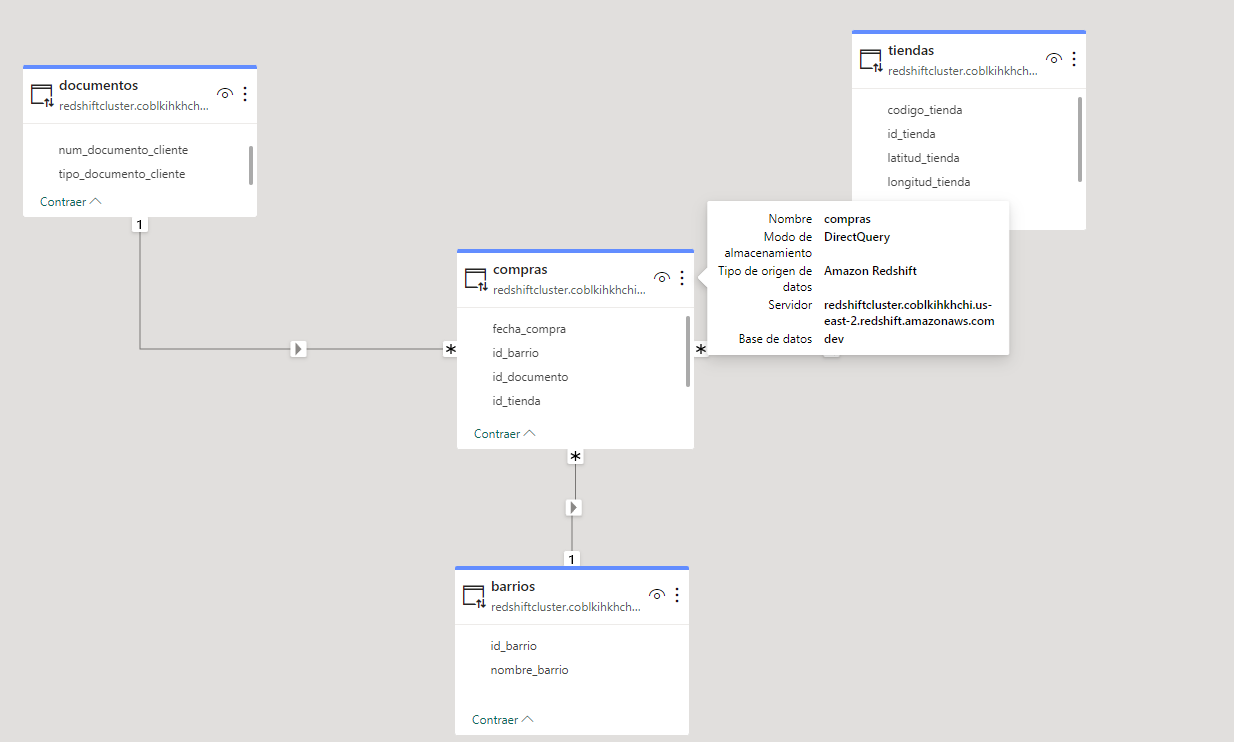 documentos
redshiftcluster.coblkihkhch...
num_documento_cliente
tipo_documento_cliente
Contraer
1
tiendas
redshiftcluster.coblkihkhch...
codigo_tienda
id_tienda
latitud_tienda
longitud_tienda
compras
redshiftcluster.coblkihkhchi...
fecha_compra
id_barrio
id_documento
id_tienda
Contraer
*
*
*
Nombre compras
Modo de DirectQuery
almacenamiento
Tipo de origen de Amazon Redshift
datos
Servidor redshiftcluster.coblkihkhchi.us-
east-2.redshift.amazonaws.com
Base de datos dev
1
barrios
redshiftcluster.coblkihkhch...
id_barrio
nombre_barrio
Contraer